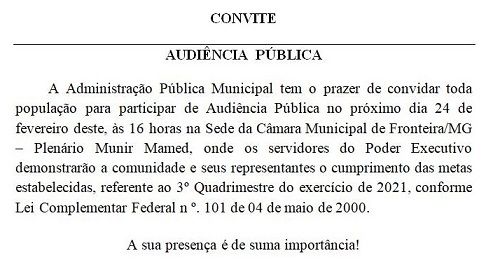 CONVITE
AUDIÊNCIA PÚBLICA
A Administração Pública Municipal tem o prazer de convidar toda
população para participar de Audiência Pública no próximo dia 24 de
fevereiro deste, às 16 horas na Sede da Câmara Municipal de Fronteira/MG
– Plenário Munir Mamed, onde os servidores do Poder Executivo
demonstrarão a comunidade e seus representantes o cumprimento das metas
estabelecidas, referente ao 3º Quadrimestre do exercício de 2021, conforme
Lei Complementar Federal n º. 101 de 04 de maio de 2000.
A sua presença é de suma importância!